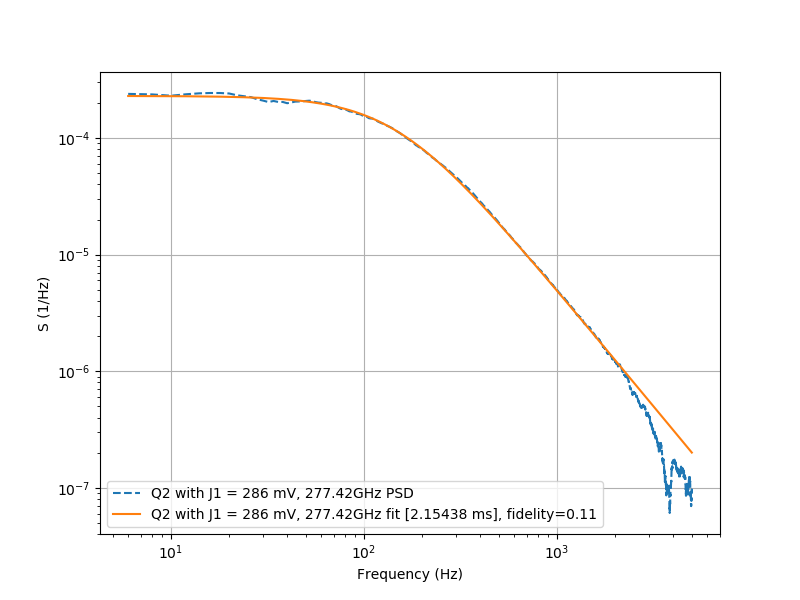 S (1/Hz)
10⁻⁴
10⁻⁵
10⁻⁶
10⁻⁷
Q2 with J1 = 286 mV, 277.42GHz PSD
Q2 with J1 = 286 mV, 277.42GHz fit [2.15438 ms], fidelity=0.11
10¹
10²
10³
Frequency (Hz)